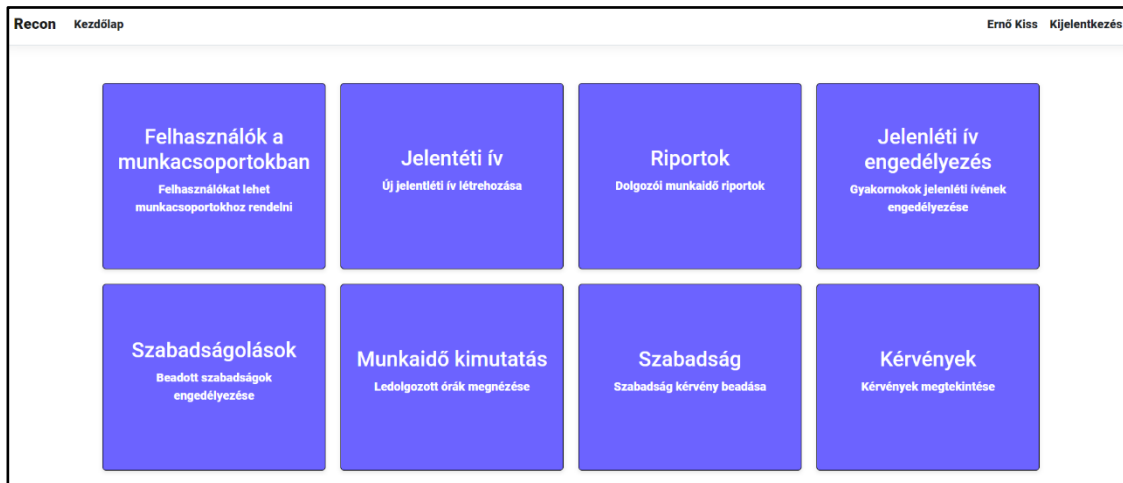 Recon Kezdőlap Ernő Kiss Kijelentkezés
Felhasználók a
munkacsoportokban
Felhasználókat lehet
munkacsoportokhoz rendelni
Jelentéti ív
Új jelentléti ív létrehozása
Riportok
Dolgozói munkaidő riportok
Jelenléti ív
engedélyezés
Gyakornokok jelenléti ívének
engedélyezése
Szabadságolások
Beadott szabadságok
engedélyezése
Munkaidő kimutatás
Ledolgozott órák megnézése
Szabadság
Szabadság kérvény beadása
Kérvények
Kérvények megtekintése